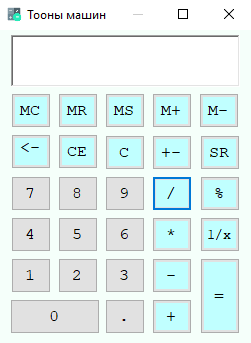 Тооны машин
MC MR MS M+ M-
<- CE C +- SR
7 8 9 / %
4 5 6 * 1/x
1 2 3 - =
0 . +